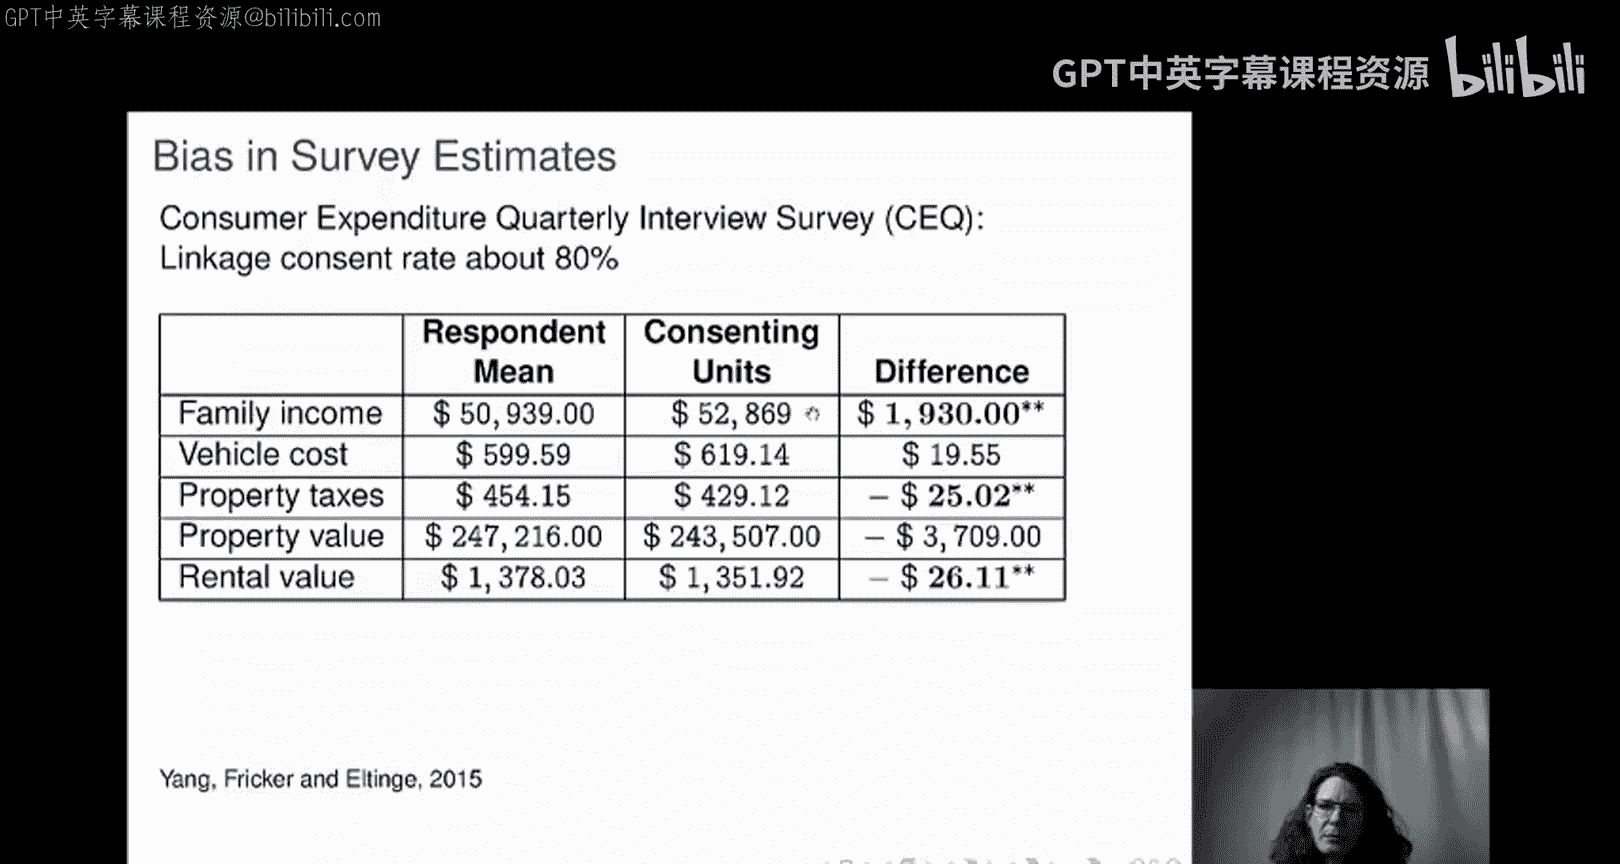 GPT中英字幕课程资源@bilibili.com
GPT中英字幕课程资源 bilibili
Bias in Survey Estimates
Consumer Expenditure Quarterly Interview Survey (CEQ):
Linkage consent rate about 80%
Respondent Mean Consenting Units Difference
Family income $ 50,939.00 $ 52,869 $ 1,930.00**
Vehicle cost $ 599.59 $ 619.14 $ 19.55
Property taxes $ 454.15 $ 429.12 − $ 25.02**
Property value $ 247,216.00 $ 243,507.00 − $ 3,709.00
Rental value $ 1,378.03 $ 1,351.92 − $ 26.11**
Yang, Fricker and Eltinge, 2015